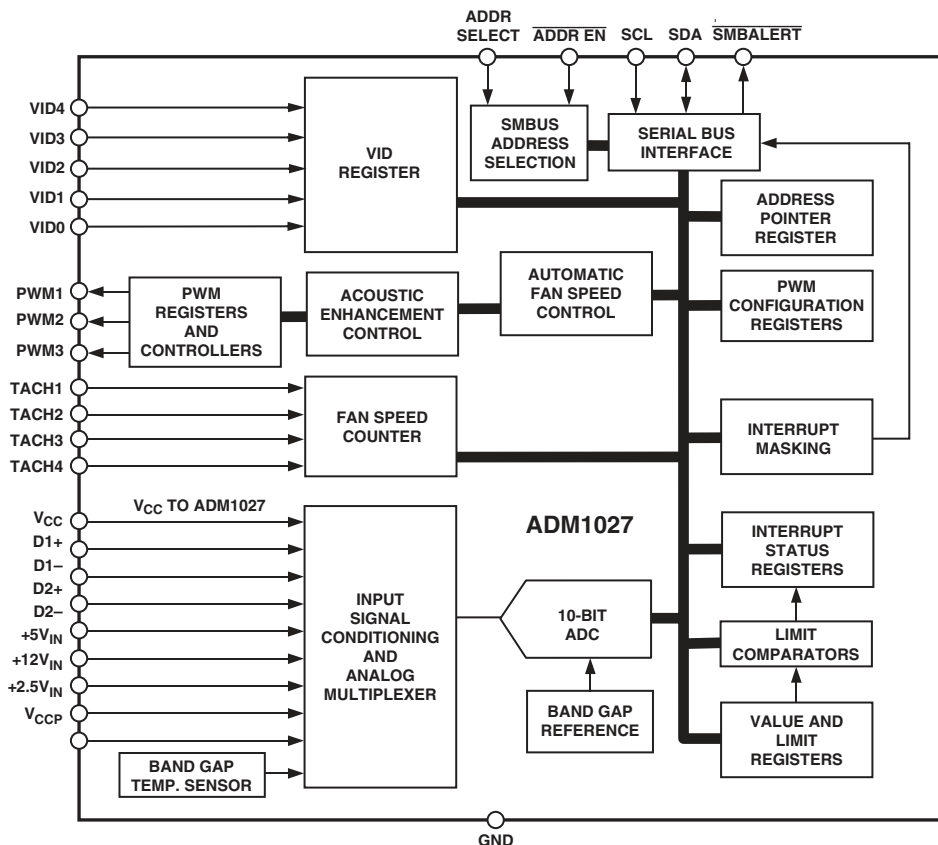 ADDR
SELECT
ADDR EN
SCL
SDA
SMBALERT
VID4
VID3
VID2
VID1
VID0
VID
REGISTER
SMBUS
ADDRESS
SELECTION
SERIAL BUS
INTERFACE
ADDRESS
POINTER
REGISTER
PWM1
PWM2
PWM3
PWM
REGISTERS
AND
CONTROLLERS
ACOUSTIC
ENHANCEMENT
CONTROL
AUTOMATIC
FAN SPEED
CONTROL
PWM
CONFIGURATION
REGISTERS
TACH1
TACH2
TACH3
TACH4
FAN SPEED
COUNTER
INTERRUPT
MASKING
VCC
D1+
D1–
D2+
D2–
+5VIN
+12VIN
+2.5VIN
VCCP
VCC TO ADM1027
INPUT
SIGNAL
CONDITIONING
AND
ANALOG
MULTIPLEXER
ADM1027
10-BIT
ADC
BAND GAP
REFERENCE
INTERRUPT
STATUS
REGISTERS
LIMIT
COMPARATORS
VALUE AND
LIMIT
REGISTERS
BAND GAP
TEMP. SENSOR
GND